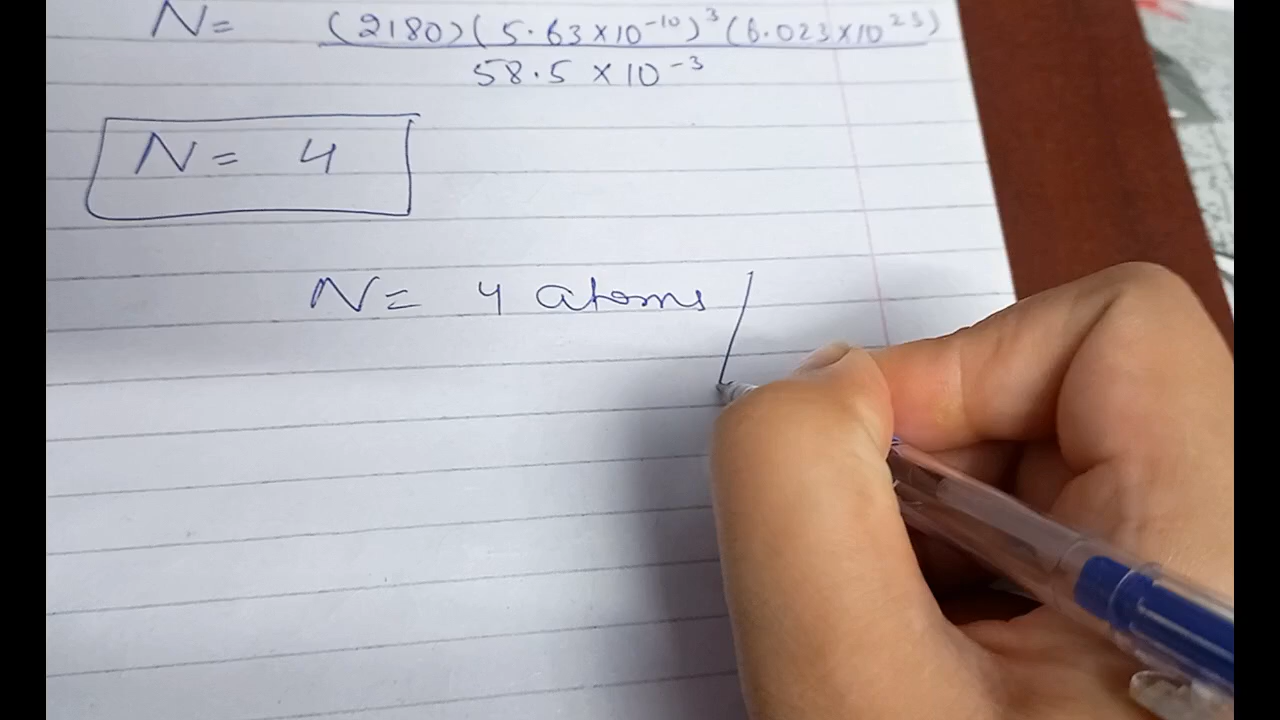 N = (2180)(5.63×10⁻¹⁰)³(6.023×10²³)
58.5 × 10⁻³
N = 4
N = 4 atoms /